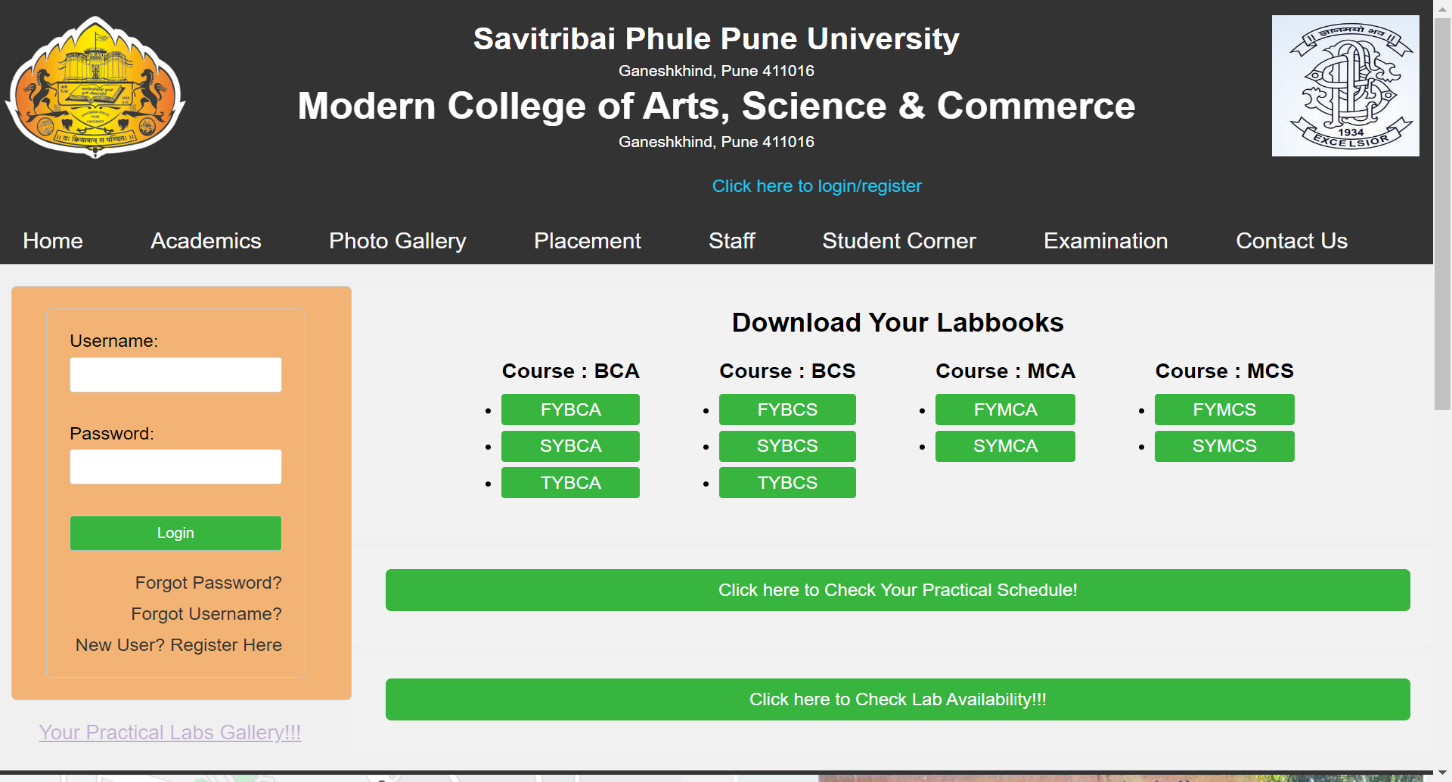 Savitribai Phule Pune University
Ganeshkhind, Pune 411016
Modern College of Arts, Science & Commerce
Ganeshkhind, Pune 411016
ज्ञानमयो भव
1934
EXCELSIOR
|| यः क्रियावान् स पण्डितः ||
Click here to login/register
Home Academics Photo Gallery Placement Staff Student Corner Examination Contact Us
Username:
Password:
Login
Forgot Password?
Forgot Username?
New User? Register Here
Your Practical Labs Gallery!!!
Download Your Labbooks
Course : BCA Course : BCS Course : MCA Course : MCS
FYBCA FYBCS FYMCA FYMCS
SYBCA SYBCS SYMCA SYMCS
TYBCA TYBCS
Click here to Check Your Practical Schedule!
Click here to Check Lab Availability!!!